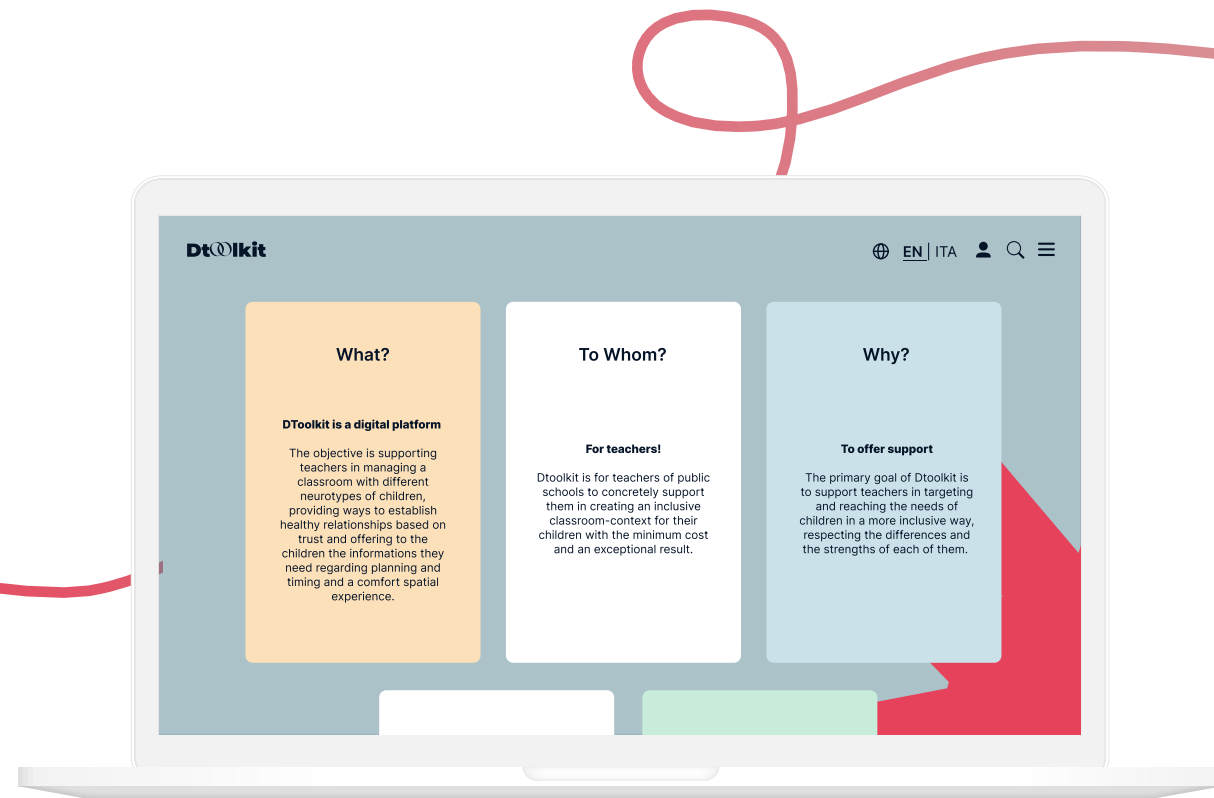 Dtoolkit
EN | ITA
What?
DToolkit is a digital platform
The objective is supporting
teachers in managing a
classroom with different
neurotypes of children,
providing ways to establish
healthy relationships based on
trust and offering to the
children the informations they
need regarding planning and
timing and a comfort spatial
experience.
To Whom?
For teachers!
Dtoolkit is for teachers of public
schools to concretely support
them in creating an inclusive
classroom-context for their
children with the minimum cost
and an exceptional result.
Why?
To offer support
The primary goal of Dtoolkit is
to support teachers in targeting
and reaching the needs of
children in a more inclusive way,
respecting the differences and
the strengths of each of them.